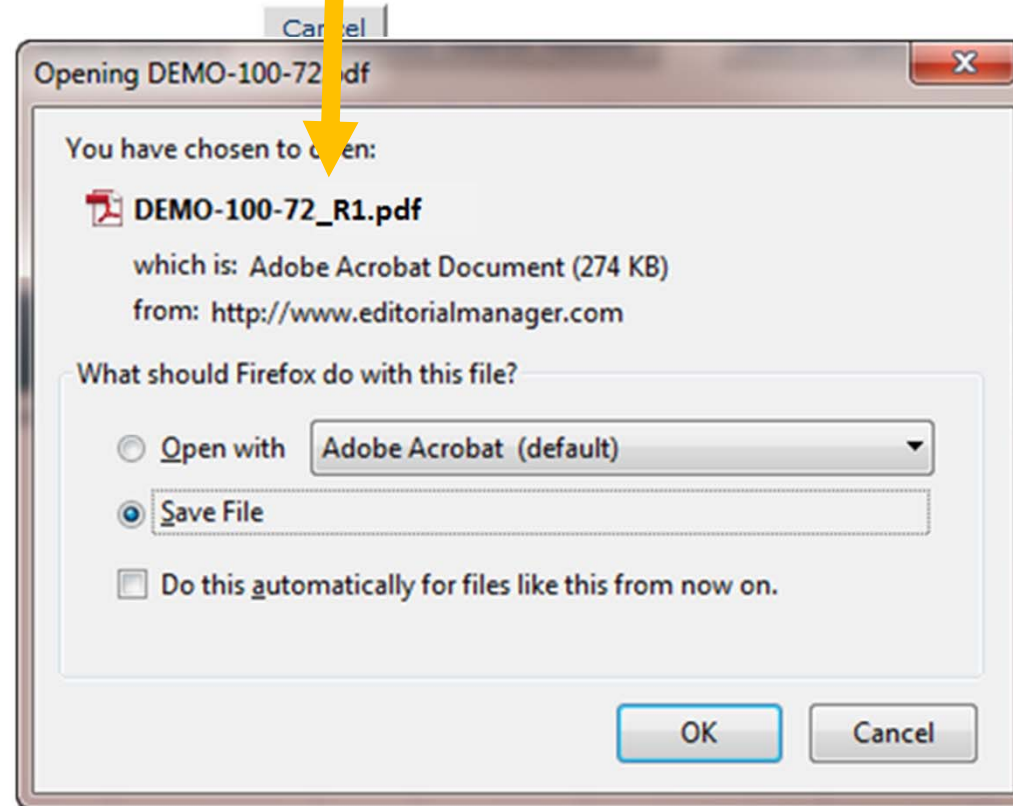 Cancel
Opening DEMO-100-72.pdf
You have chosen to open:
DEMO-100-72_R1.pdf
which is: Adobe Acrobat Document (274 KB)
from: http://www.editorialmanager.com
What should Firefox do with this file?
Open with Adobe Acrobat (default)
Save File
Do this automatically for files like this from now on.
OK Cancel